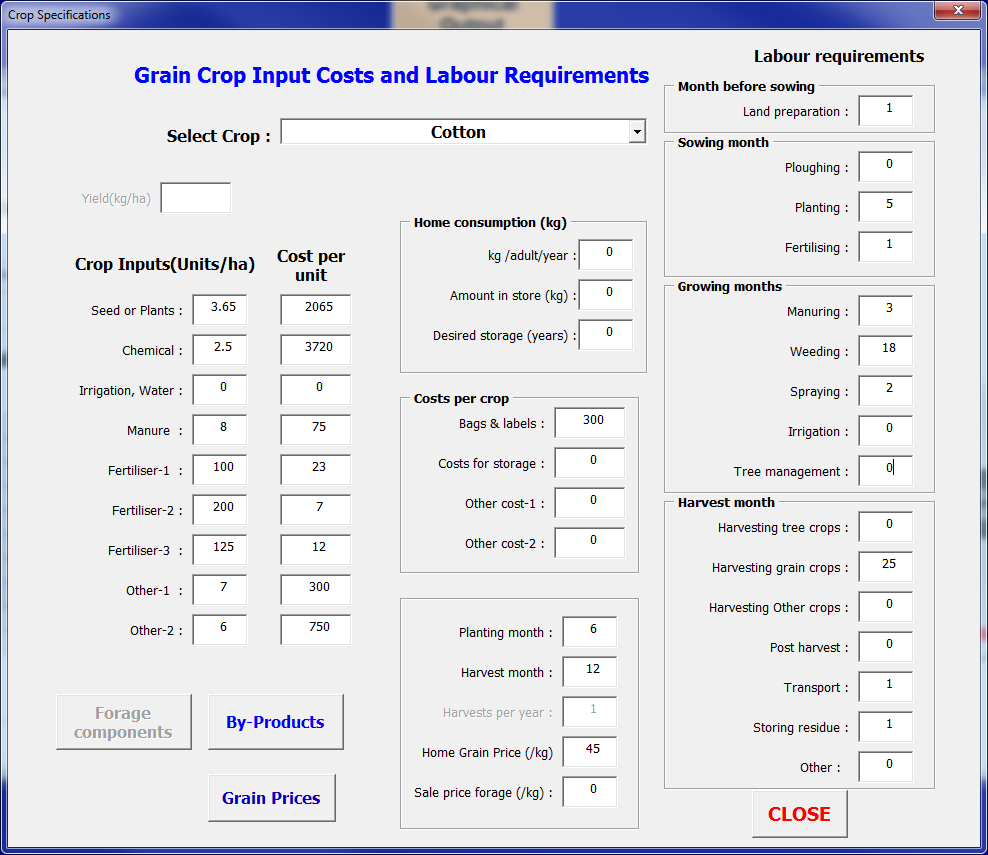 Graphical
Output
Crop Specifications
Grain Crop Input Costs and Labour Requirements
Select Crop :
Cotton
Yield(kg/ha)
Crop Inputs(Units/ha)
Cost per
unit
Seed or Plants : 3.65 2065
Chemical : 2.5 3720
Irrigation, Water : 0 0
Manure : 8 75
Fertiliser-1 : 100 23
Fertiliser-2 : 200 7
Fertiliser-3 : 125 12
Other-1 : 7 300
Other-2 : 6 750
Forage
components
By-Products
Grain Prices
Home consumption (kg)
kg /adult/year : 0
Amount in store (kg) : 0
Desired storage (years) : 0
Costs per crop
Bags & labels : 300
Costs for storage : 0
Other cost-1 : 0
Other cost-2 : 0
Planting month : 6
Harvest month : 12
Harvests per year : 1
Home Grain Price (/kg) 45
Sale price forage (/kg) : 0
Labour requirements
Month before sowing
Land preparation : 1
Sowing month
Ploughing : 0
Planting : 5
Fertilising : 1
Growing months
Manuring : 3
Weeding : 18
Spraying : 2
Irrigation : 0
Tree management : 0
Harvest month
Harvesting tree crops : 0
Harvesting grain crops : 25
Harvesting Other crops : 0
Post harvest : 0
Transport : 1
Storing residue : 1
Other : 0
CLOSE